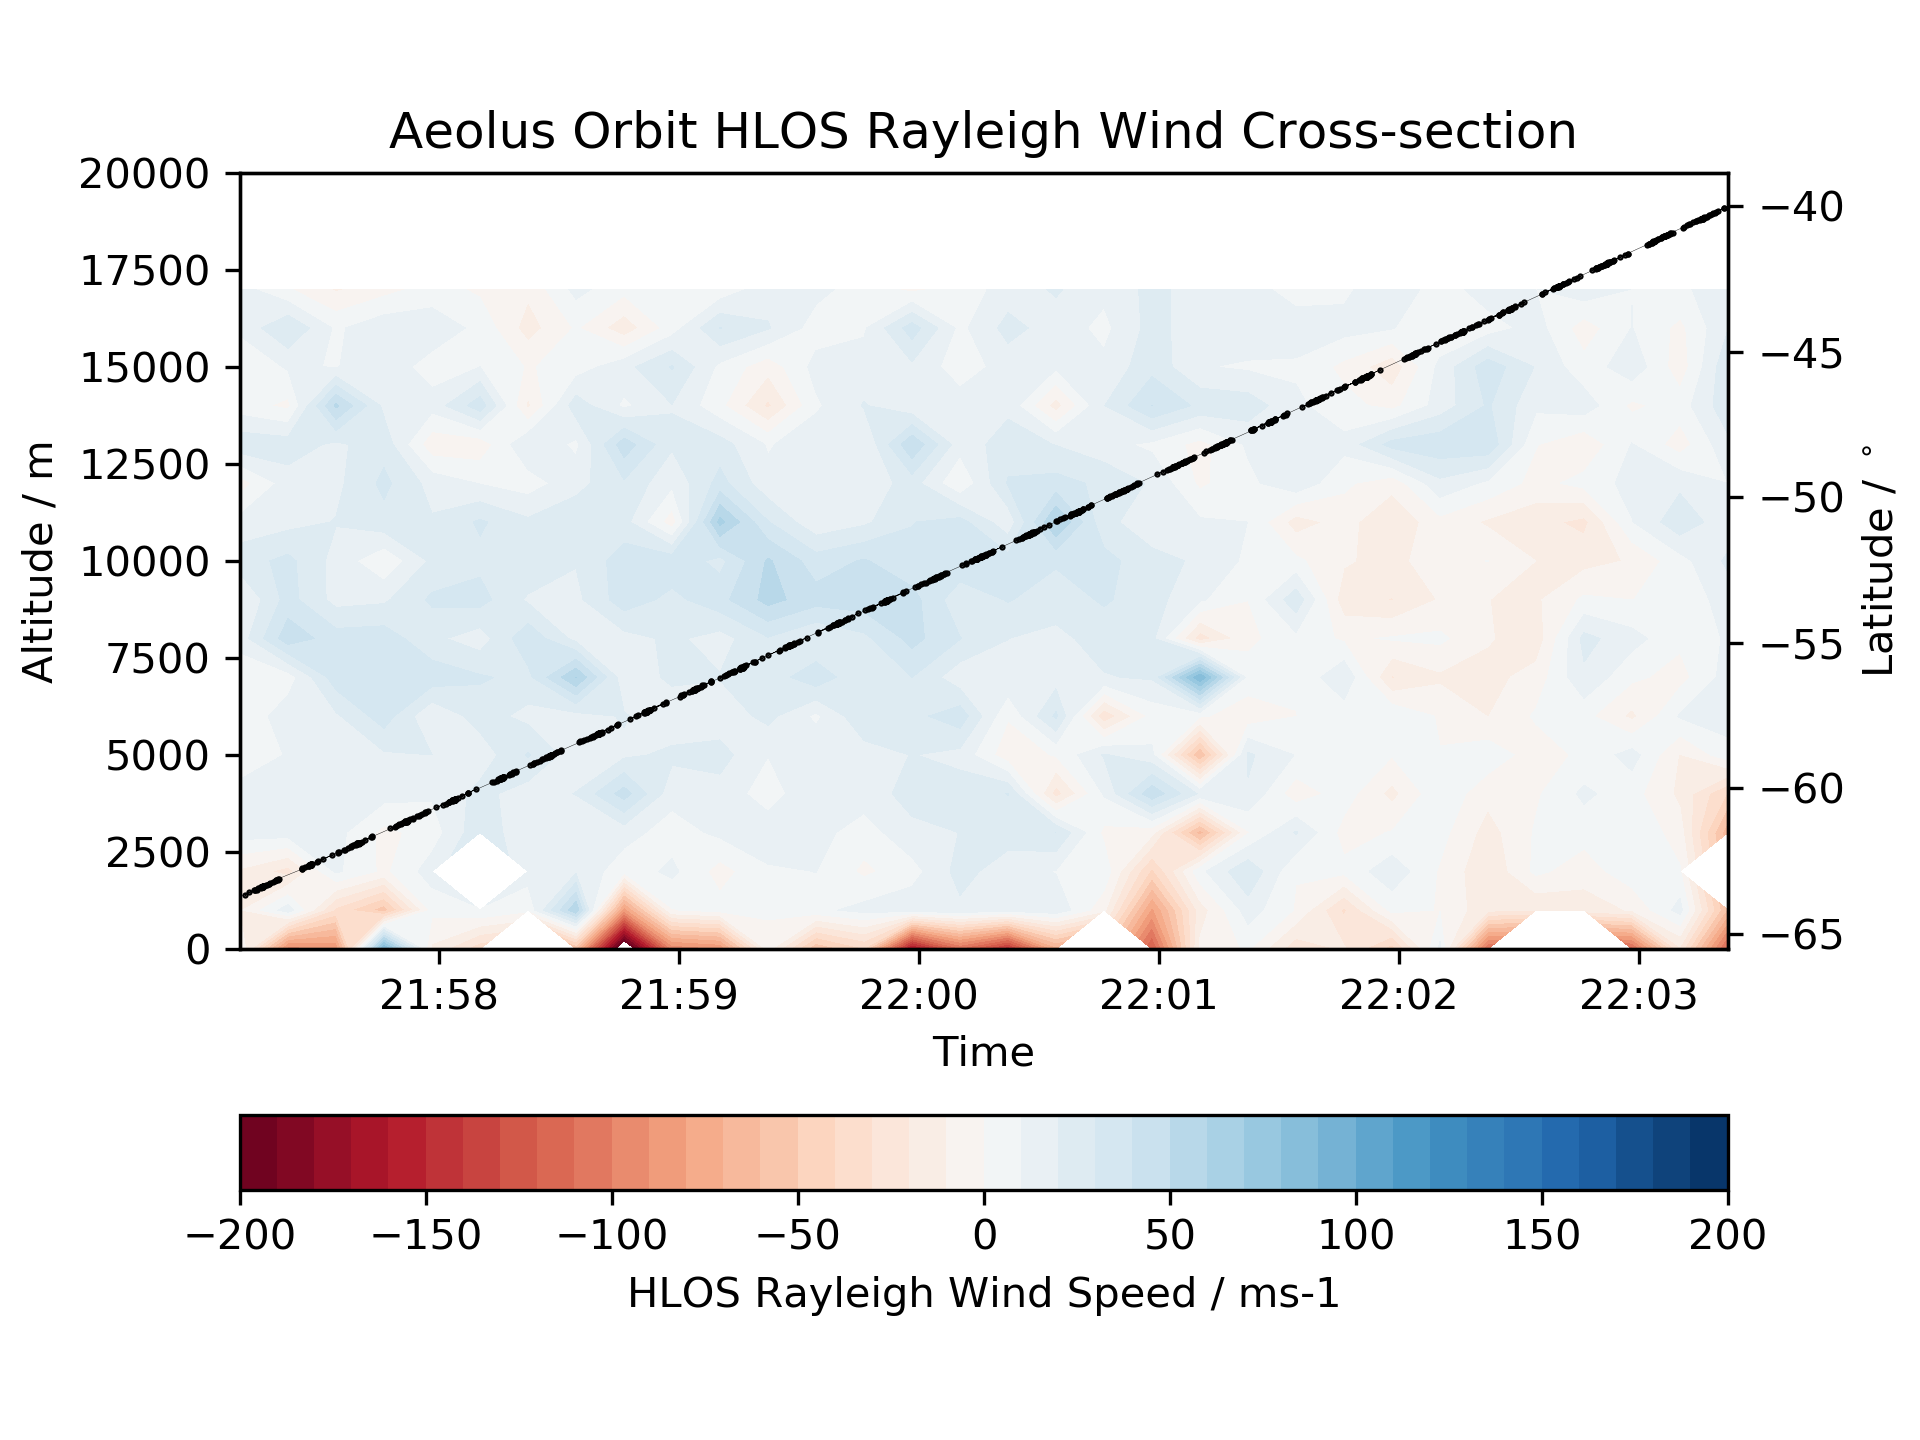 Aeolus Orbit HLOS Rayleigh Wind Cross-section
20000
17500
15000
12500
10000
7500
5000
2500
0
Altitude / m
−40
−45
−50
−55
−60
−65
Latitude / °
21:58 21:59 22:00 22:01 22:02 22:03
Time
−200 −150 −100 −50 0 50 100 150 200
HLOS Rayleigh Wind Speed / ms-1